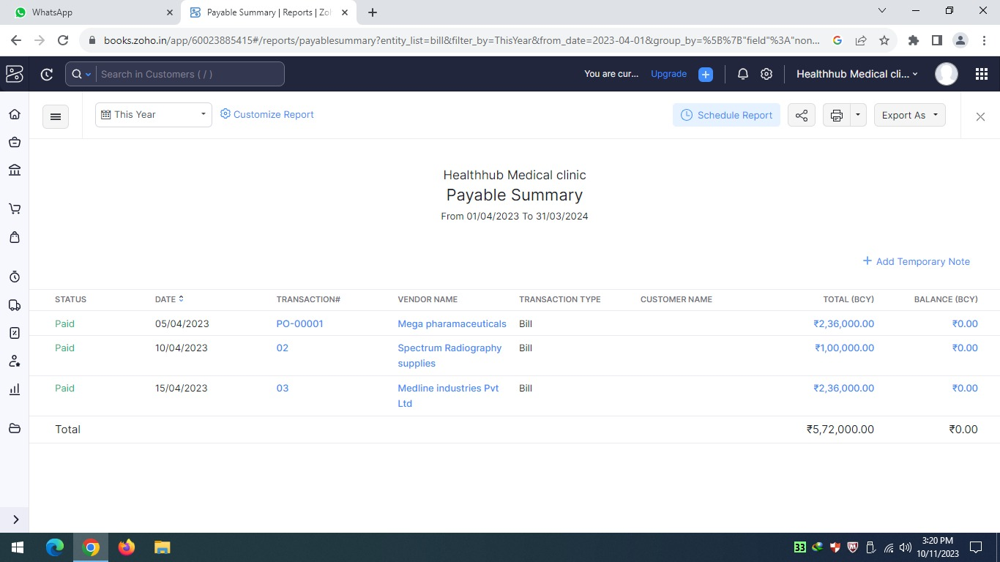 WhatsApp
Payable Summary | Reports | Zoh
books.zoho.in/app/60023885415#/reports/payablesummary?entity_list=bill&filter_by=ThisYear&from_date=2023-04-01&group_by=%5B%7B"field"%3A"non...
Search in Customers ( / )
You are cur... Upgrade
Healthhub Medical cli...
This Year
Customize Report
Schedule Report
Export As
Healthhub Medical clinic
Payable Summary
From 01/04/2023 To 31/03/2024
+ Add Temporary Note
STATUS DATE TRANSACTION# VENDOR NAME TRANSACTION TYPE CUSTOMER NAME TOTAL (BCY) BALANCE (BCY)
Paid 05/04/2023 PO-00001 Mega pharamaceuticals Bill ₹2,36,000.00 ₹0.00
Paid 10/04/2023 02 Spectrum Radiography Bill ₹1,00,000.00 ₹0.00
supplies
Paid 15/04/2023 03 Medline industries Pvt Bill ₹2,36,000.00 ₹0.00
Ltd
Total ₹5,72,000.00 ₹0.00
33
3:20 PM
10/11/2023